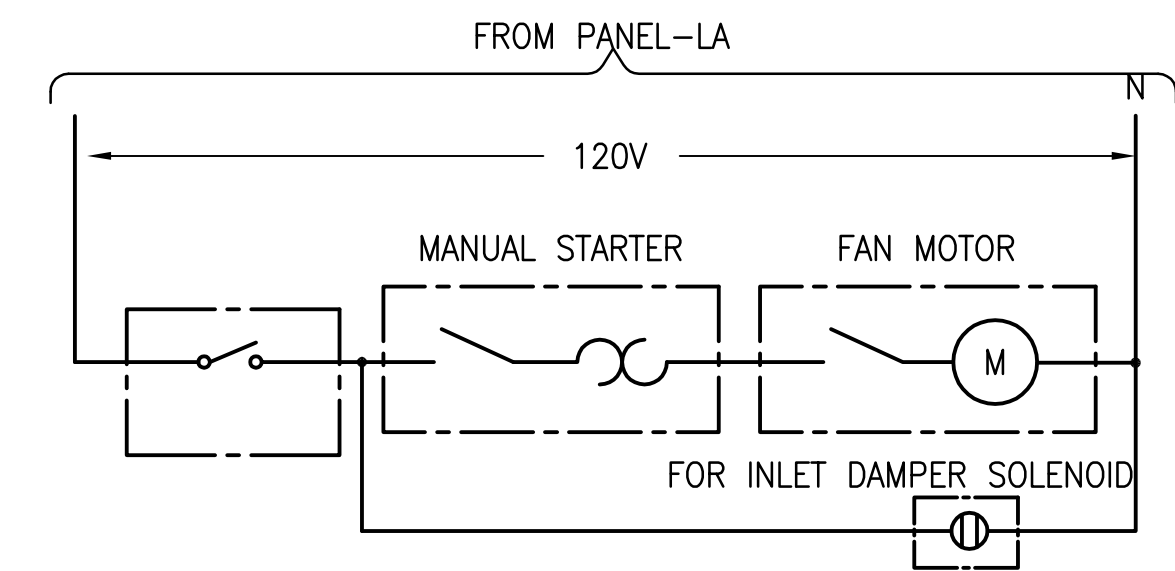 FROM PANEL-LA
N
120V
MANUAL STARTER
FAN MOTOR
M
FOR INLET DAMPER SOLENOID